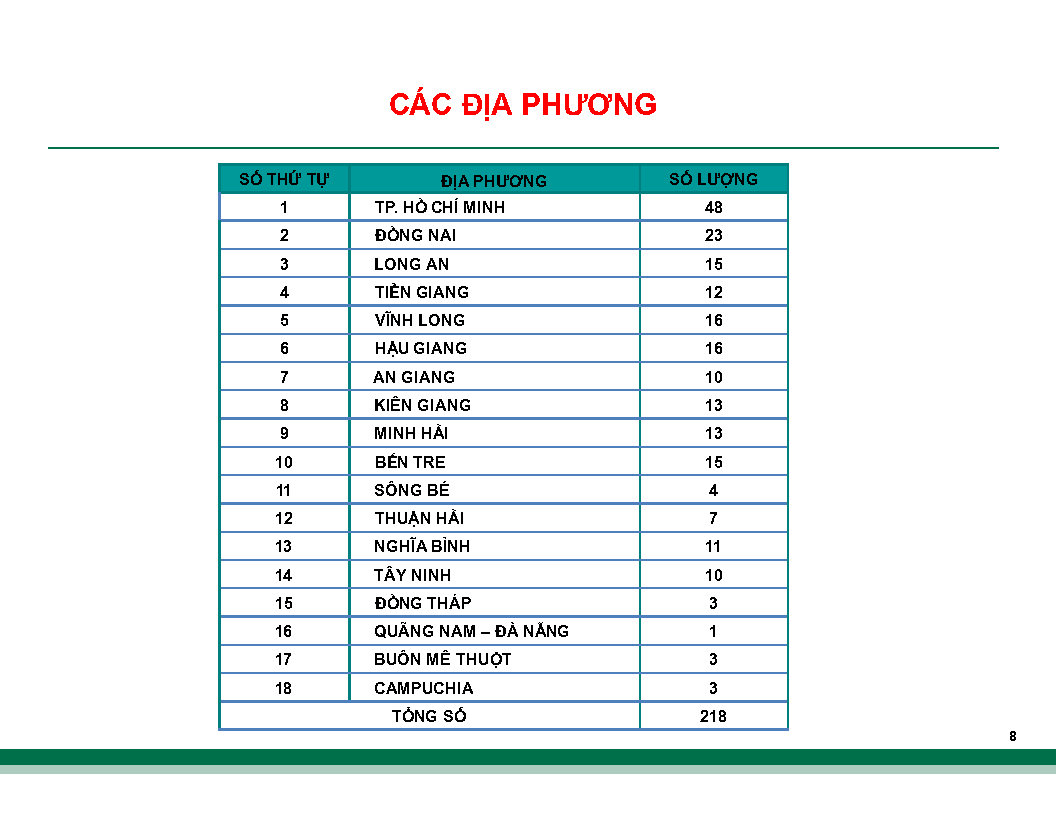 CÁC ĐỊA PHƯƠNG
SỐ THỨ TỰ ĐỊA PHƯƠNG SỐ LƯỢNG
1 TP. HỒ CHÍ MINH 48
2 ĐỒNG NAI 23
3 LONG AN 15
4 TIỀN GIANG 12
5 VĨNH LONG 16
6 HẬU GIANG 16
7 AN GIANG 10
8 KIÊN GIANG 13
9 MINH HẢI 13
10 BẾN TRE 15
11 SÔNG BÉ 4
12 THUẬN HẢI 7
13 NGHĨA BÌNH 11
14 TÂY NINH 10
15 ĐỒNG THÁP 3
16 QUÃNG NAM – ĐÀ NẴNG 1
17 BUÔN MÊ THUỘT 3
18 CAMPUCHIA 3
TỔNG SỐ 218
8